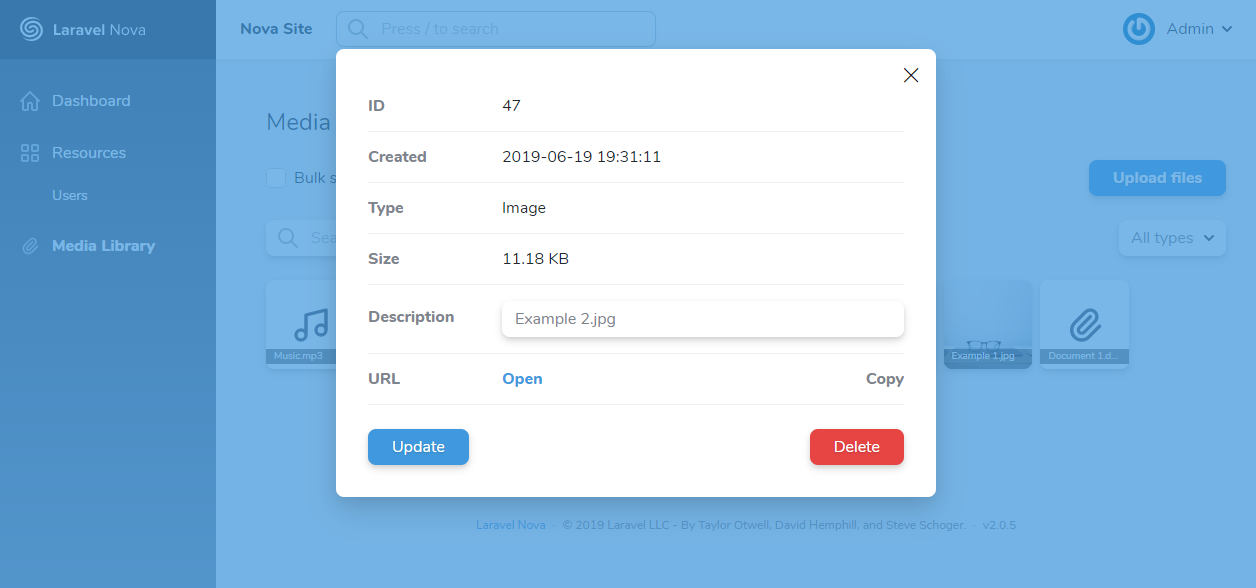 Laravel Nova
Nova Site
Press / to search
Admin
Dashboard
Resources
Users
Media Library
Media
Bulk s
Upload files
Sea
All types
Music.mp3
Example 1.jpg
Document 1.d...
ID 47
Created 2019-06-19 19:31:11
Type Image
Size 11.18 KB
Description Example 2.jpg
URL Open Copy
Update Delete
Laravel Nova · © 2019 Laravel LLC - By Taylor Otwell, David Hemphill, and Steve Schoger. · v2.0.5